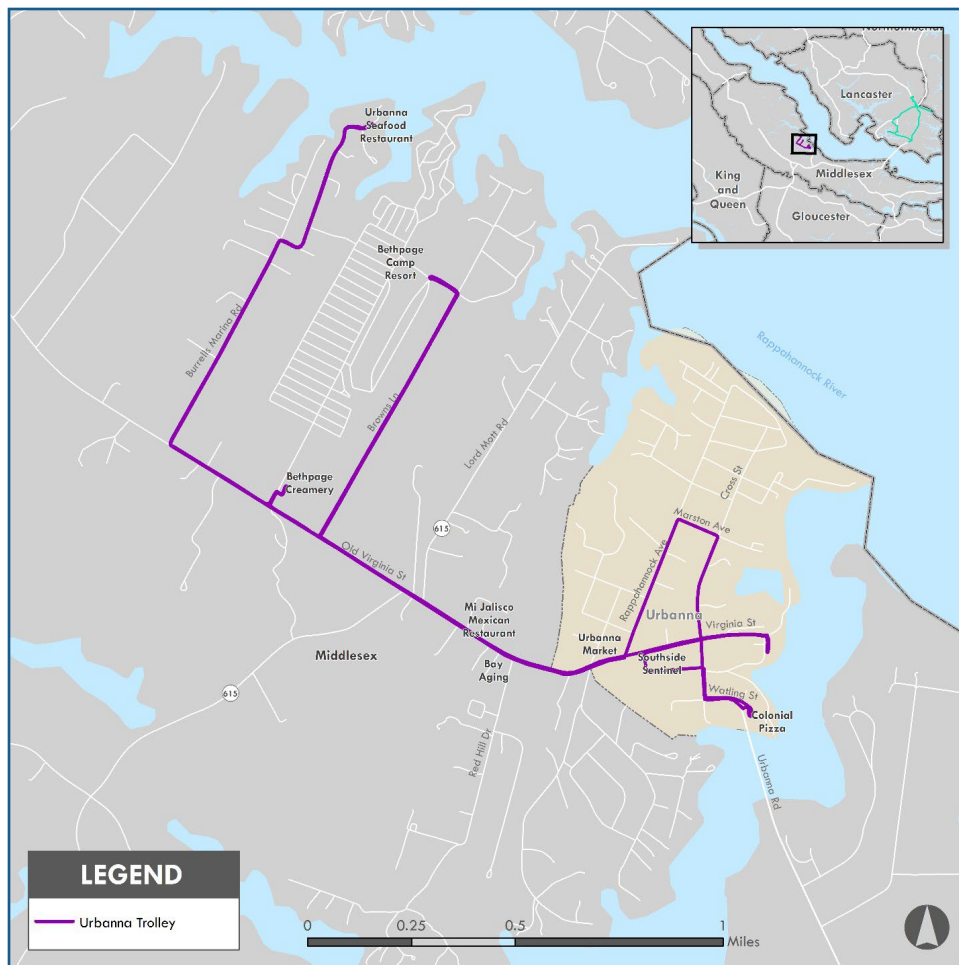 Urbanna
Seafood
Restaurant
Bethpage
Camp
Resort
Burrells Marina Rd
Browns Ln
Lord Mott Rd
Bethpage
Creamery
615
Old Virginia St
Mi Jalisco
Mexican
Restaurant
Bay
Aging
Middlesex
615
Red Hill Dr
Rappahannock River
Cross St
Marston Ave
Rappahannock Ave
Urbanna
Virginia St
Urbanna
Market
Southside
Sentinel
Watling St
Colonial
Pizza
Urbanna Rd
Lancaster
King
and
Queen
Middlesex
Gloucester
LEGEND
Urbanna Trolley
0 0.25 0.5 1
Miles